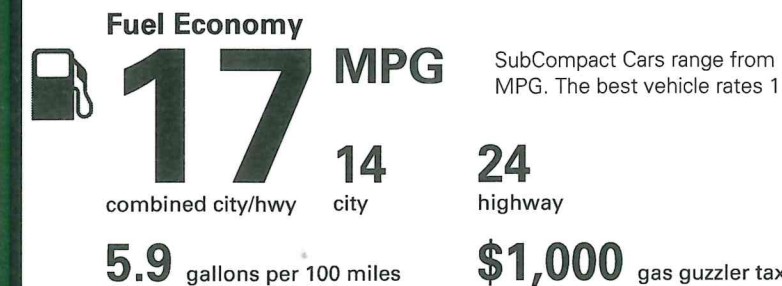 Fuel Economy
17 MPG
SubCompact Cars range from
MPG. The best vehicle rates 1
14 24
combined city/hwy city highway
5.9 gallons per 100 miles
$1,000 gas guzzler tax